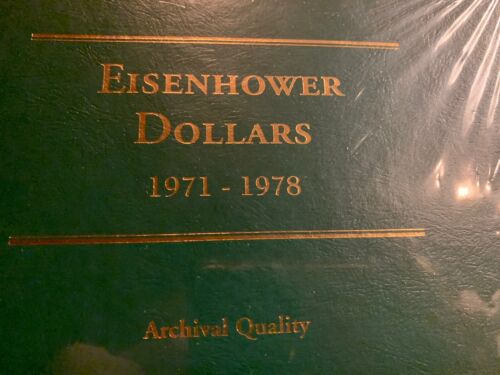 Eisenhower
Dollars
1971 - 1978
Archival Quality